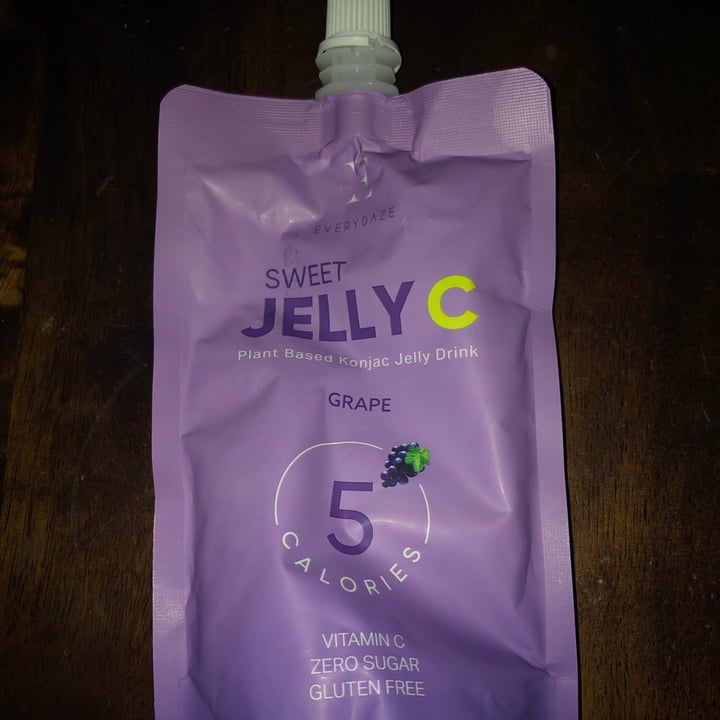 E
EVERYDAZE
SWEET
JELLY C
Plant Based Konjac Jelly Drink
GRAPE
5
CALORIES
VITAMIN C
ZERO SUGAR
GLUTEN FREE